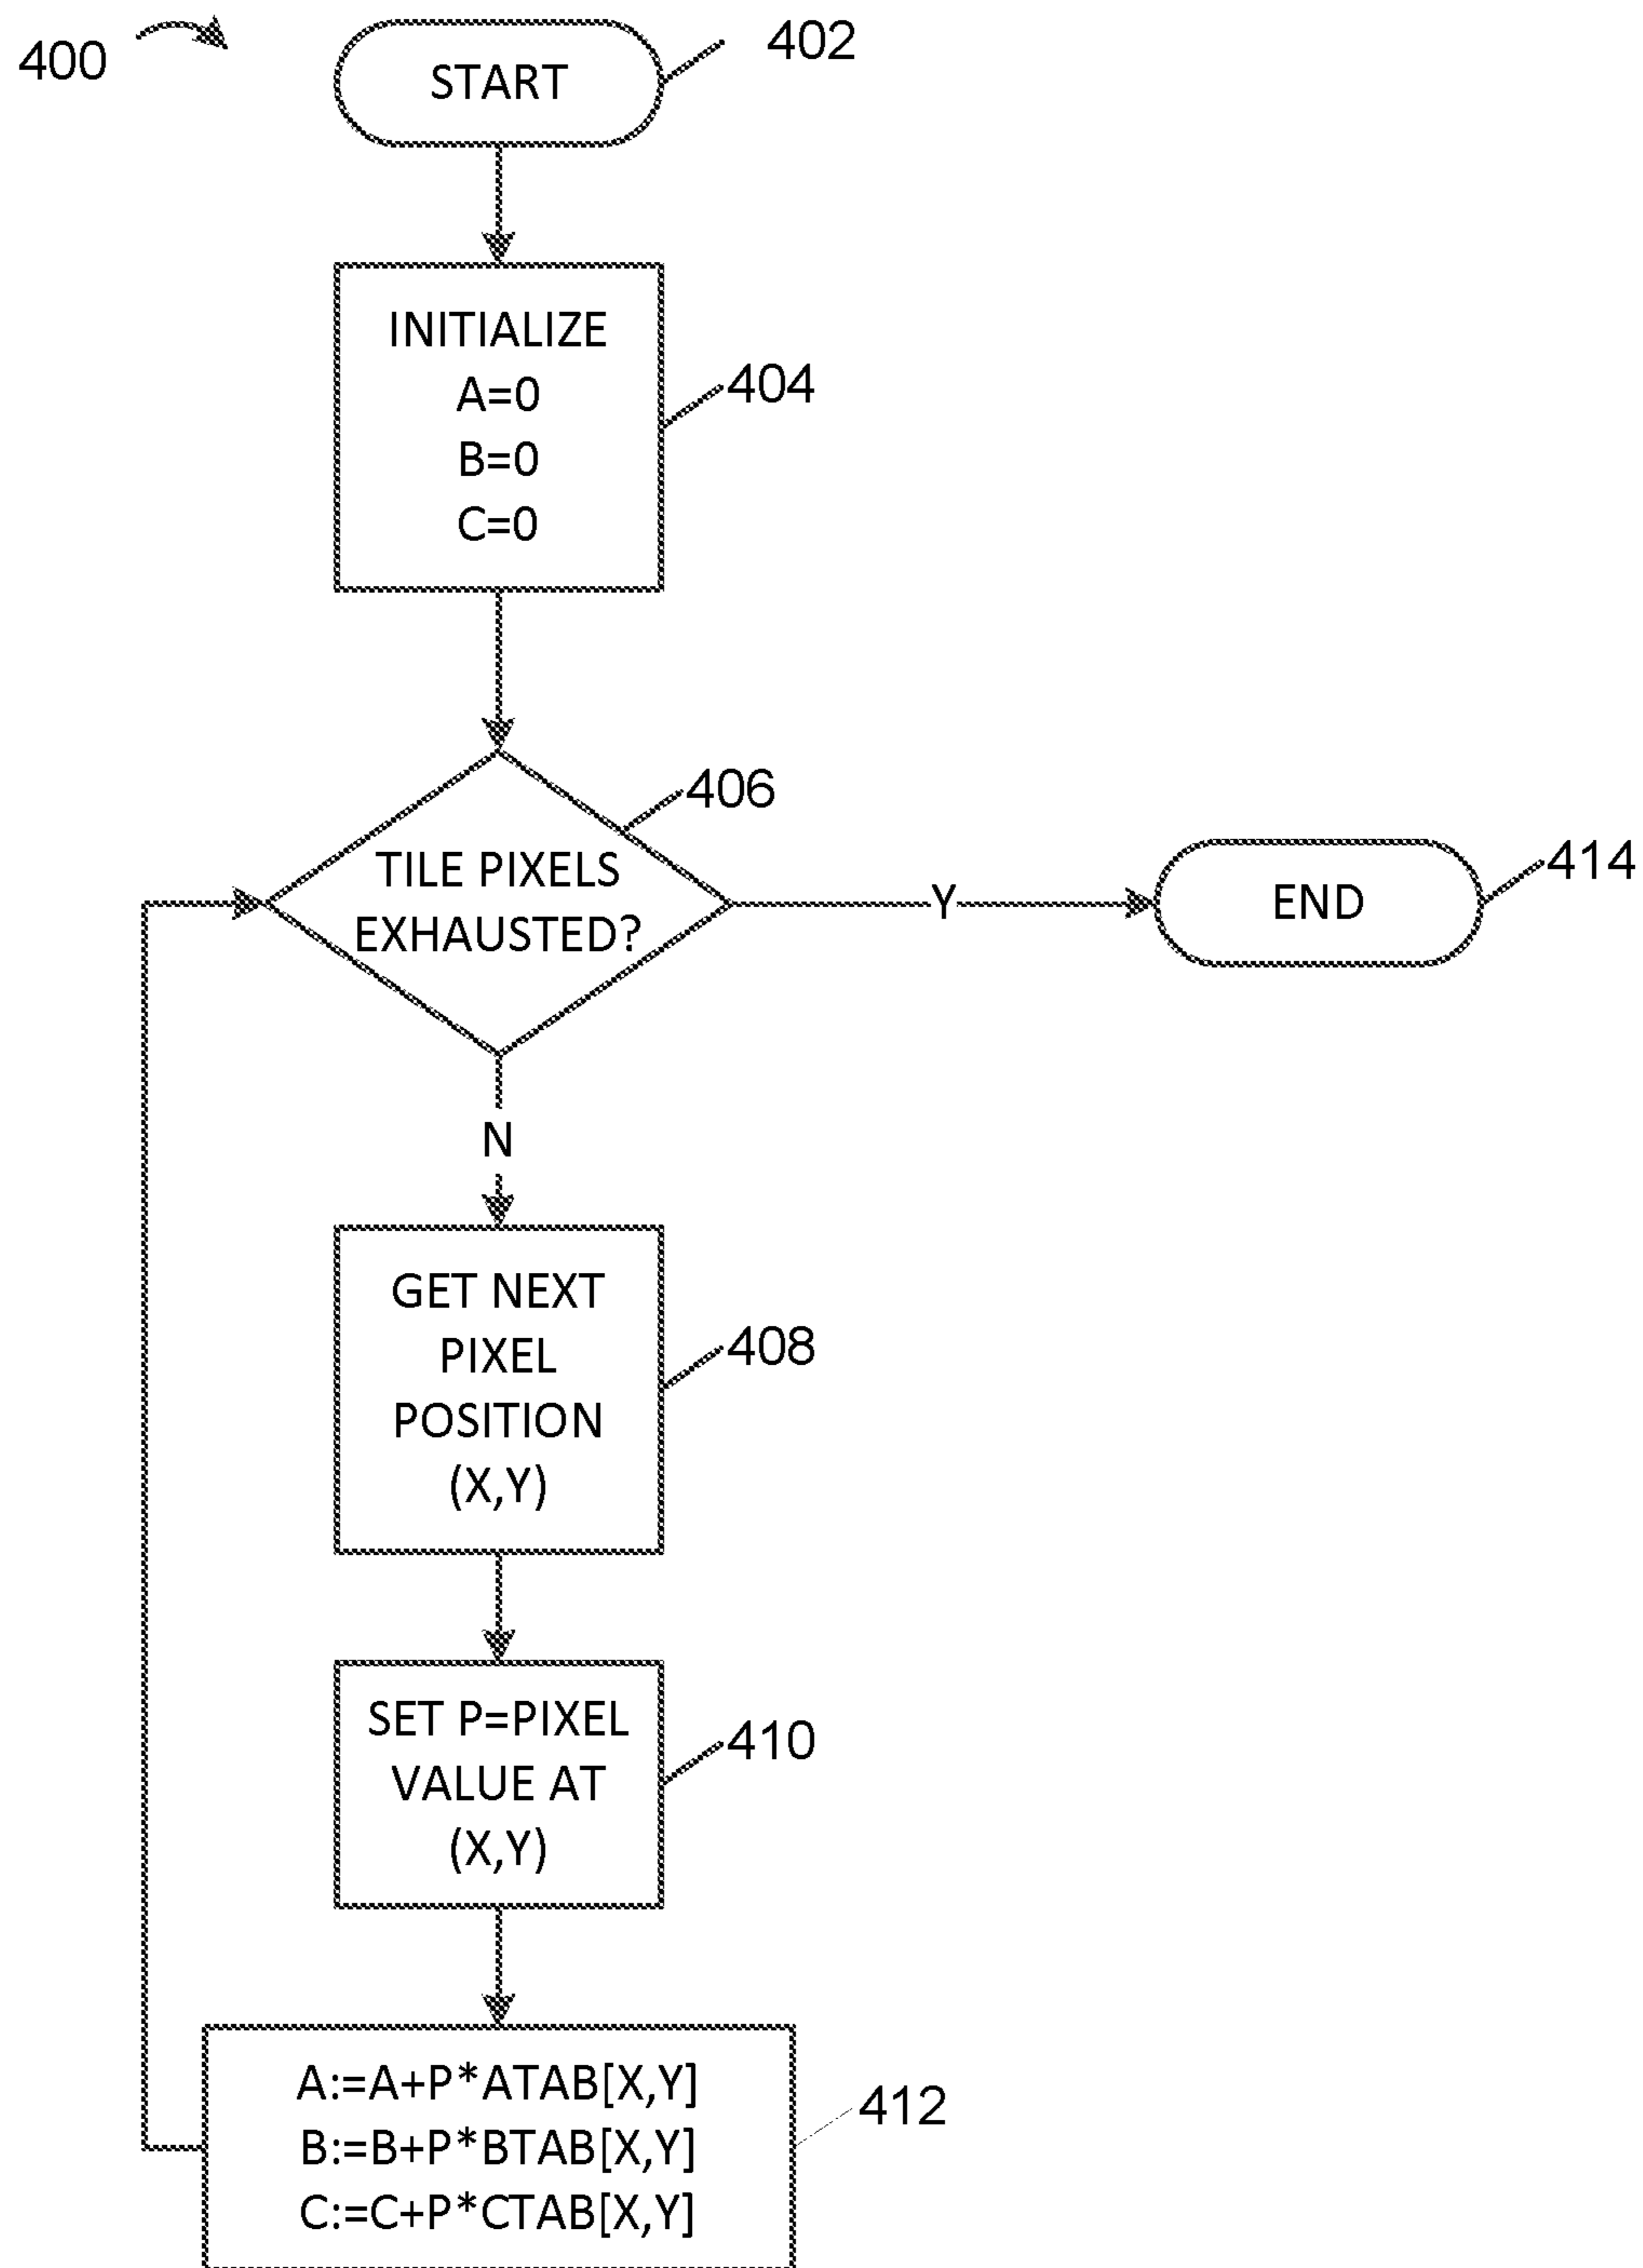 400
START
402
INITIALIZE
A=0
B=0
C=0
404
TILE PIXELS
EXHAUSTED?
406
Y
END
414
N
GET NEXT
PIXEL
POSITION
(X,Y)
408
SET P=PIXEL
VALUE AT
(X,Y)
410
A:=A+P*ATAB[X,Y]
B:=B+P*BTAB[X,Y]
C:=C+P*CTAB[X,Y]
412